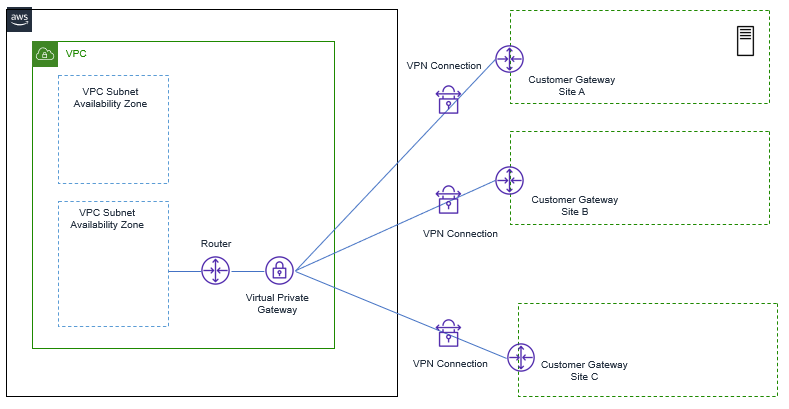 aws
VPC
VPC Subnet
Availability Zone
VPC Subnet
Availability Zone
Router
Virtual Private
Gateway
VPN Connection
Customer Gateway
Site A
VPN Connection
Customer Gateway
Site B
VPN Connection
Customer Gateway
Site C